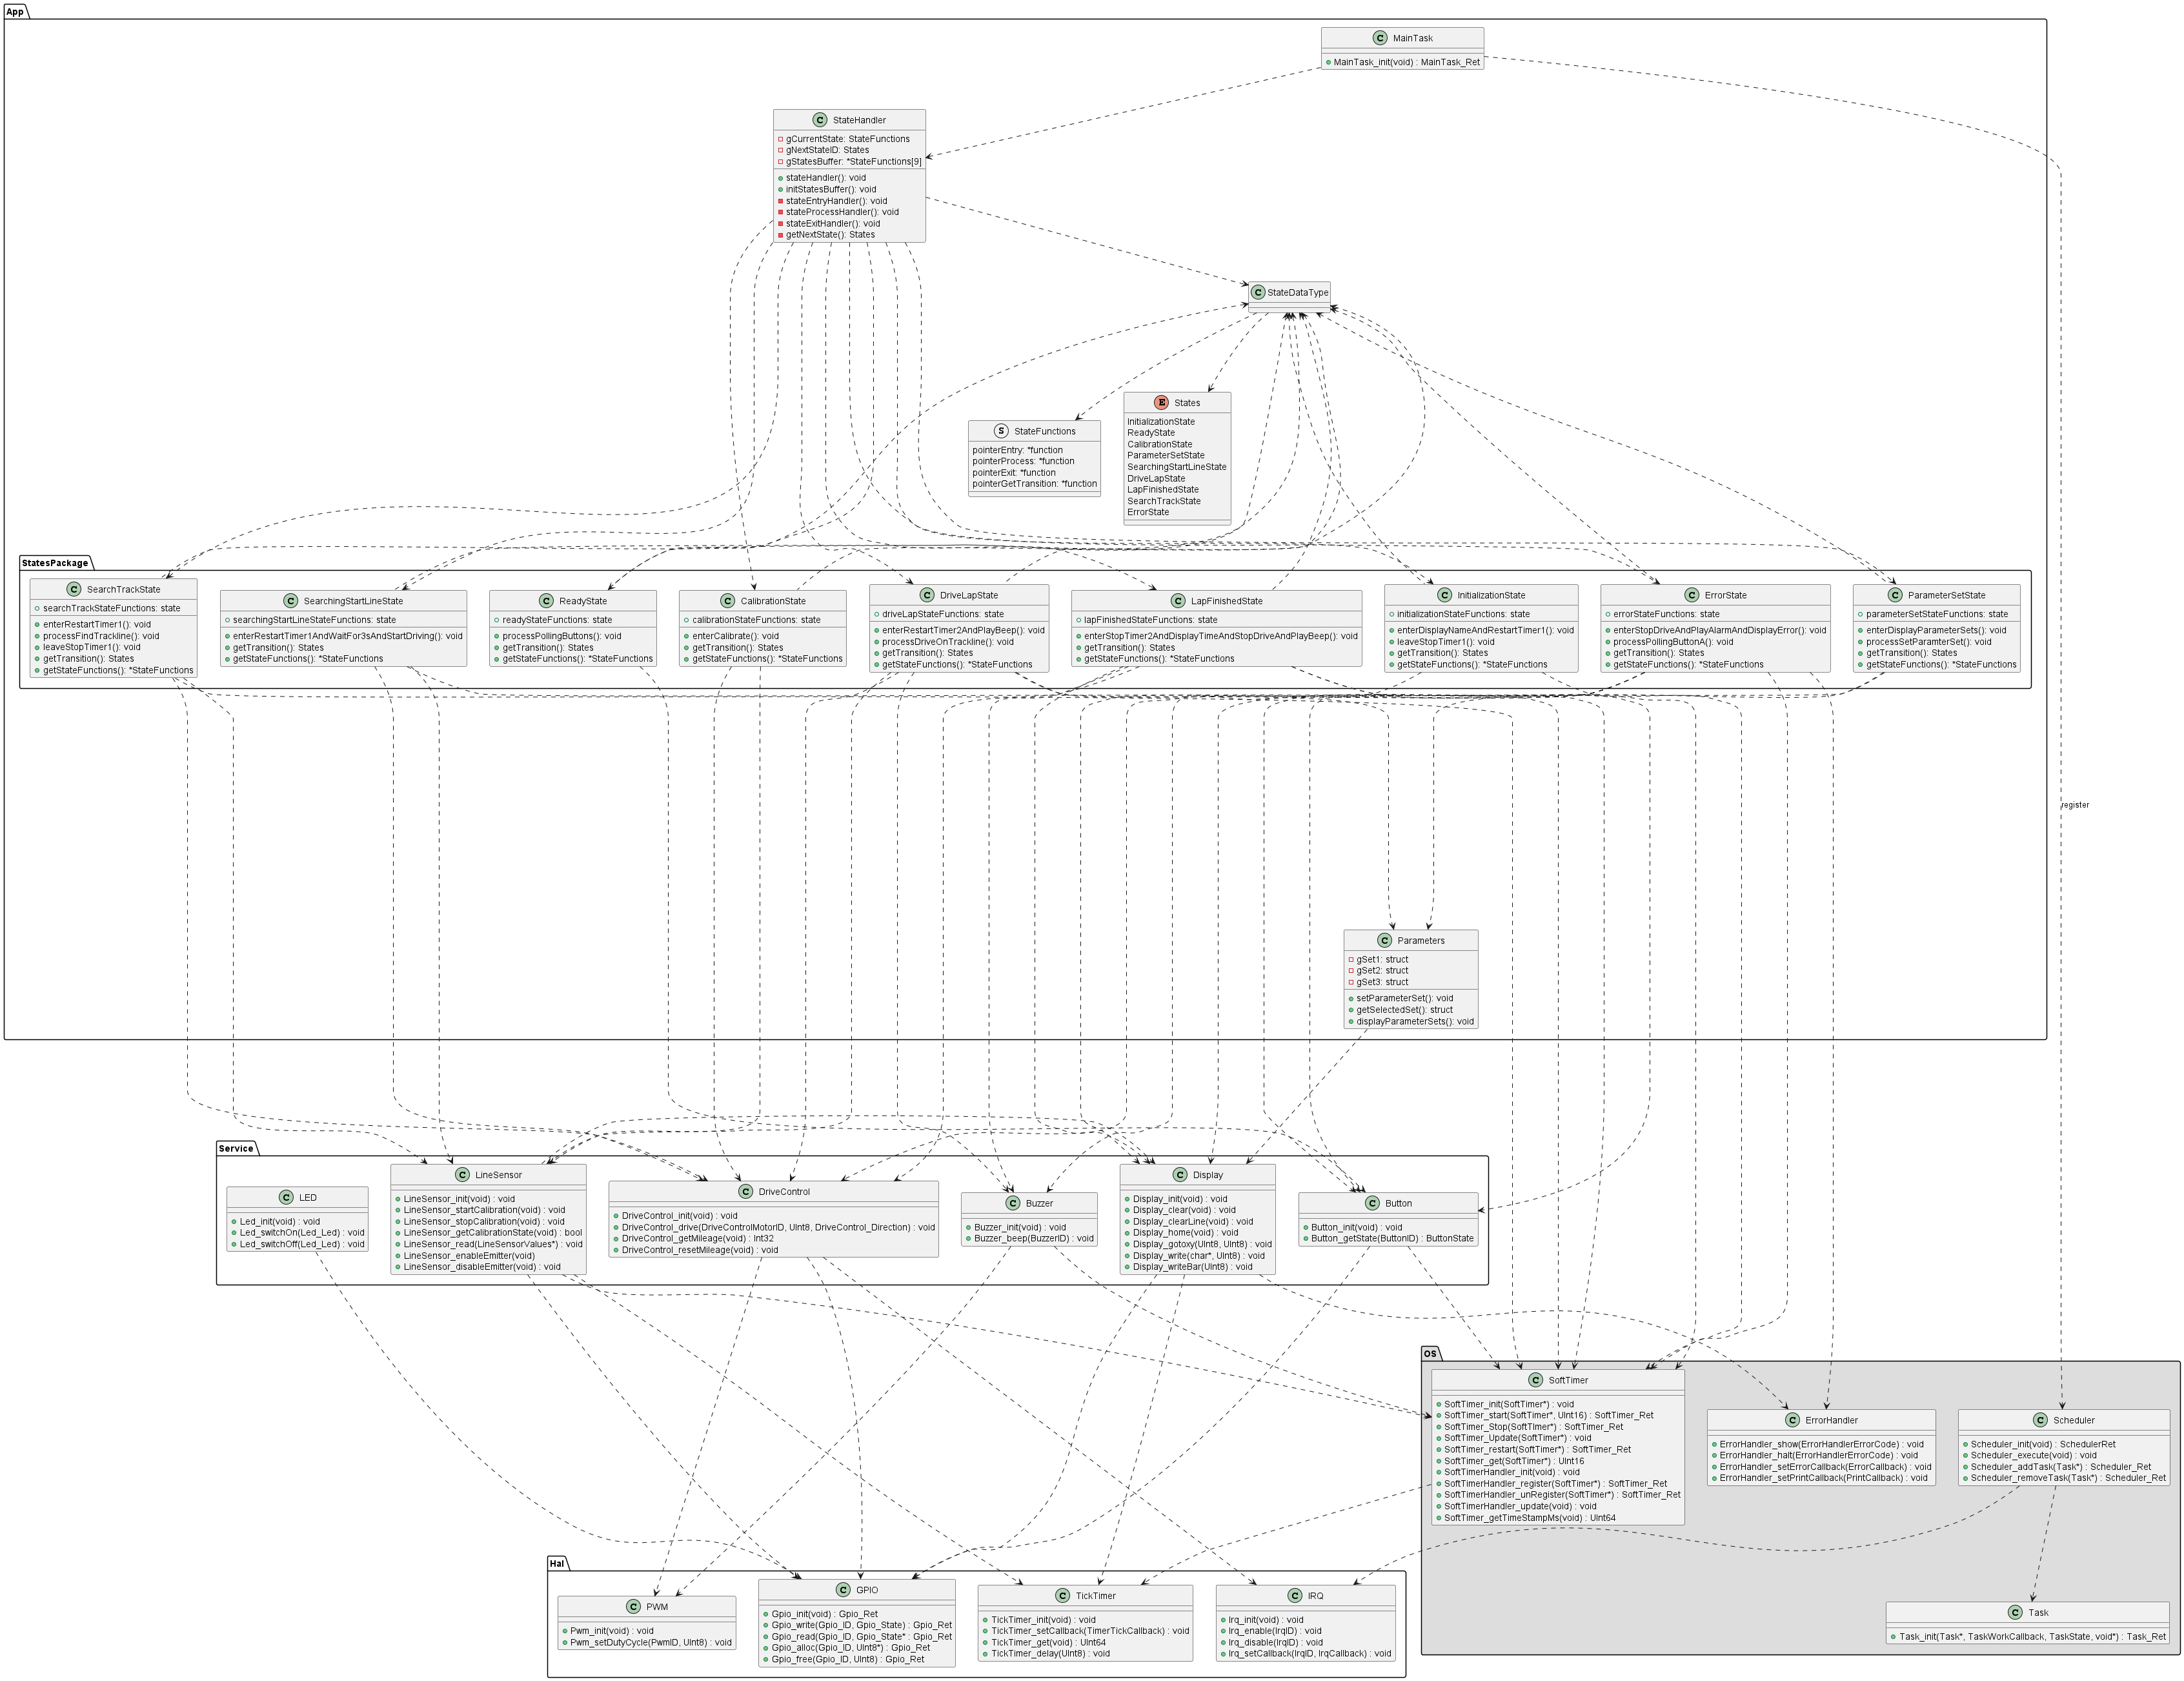 App
MainTask
MainTask_init(void) : MainTask_Ret
StateHandler
gCurrentState: StateFunctions
gNextStateID: States
gStatesBuffer: *StateFunctions[9]
stateHandler(): void
initStatesBuffer(): void
stateEntryHandler(): void
stateProcessHandler(): void
stateExitHandler(): void
getNextState(): States
StateDataType
StateFunctions
pointerEntry: *function
pointerProcess: *function
pointerExit: *function
pointerGetTransition: *function
States
InitializationState
ReadyState
CalibrationState
ParameterSetState
SearchingStartLineState
DriveLapState
LapFinishedState
SearchTrackState
ErrorState
StatesPackage
SearchTrackState
searchTrackStateFunctions: state
enterRestartTimer1(): void
processFindTrackline(): void
leaveStopTimer1(): void
getTransition(): States
getStateFunctions(): *StateFunctions
SearchingStartLineState
searchingStartLineStateFunctions: state
enterRestartTimer1AndWaitFor3sAndStartDriving(): void
getTransition(): States
getStateFunctions(): *StateFunctions
ReadyState
readyStateFunctions: state
processPollingButtons(): void
getTransition(): States
getStateFunctions(): *StateFunctions
CalibrationState
calibrationStateFunctions: state
enterCalibrate(): void
getTransition(): States
getStateFunctions(): *StateFunctions
DriveLapState
driveLapStateFunctions: state
enterRestartTimer2AndPlayBeep(): void
processDriveOnTrackline(): void
getTransition(): States
getStateFunctions(): *StateFunctions
LapFinishedState
lapFinishedStateFunctions: state
enterStopTimer2AndDisplayTimeAndStopDriveAndPlayBeep(): void
getTransition(): States
getStateFunctions(): *StateFunctions
InitializationState
initializationStateFunctions: state
enterDisplayNameAndRestartTimer1(): void
leaveStopTimer1(): void
getTransition(): States
getStateFunctions(): *StateFunctions
ErrorState
errorStateFunctions: state
enterStopDriveAndPlayAlarmAndDisplayError(): void
processPollingButtonA(): void
getTransition(): States
getStateFunctions(): *StateFunctions
ParameterSetState
parameterSetStateFunctions: state
enterDisplayParameterSets(): void
processSetParamterSet(): void
getTransition(): States
getStateFunctions(): *StateFunctions
register
Parameters
gSet1: struct
gSet2: struct
gSet3: struct
setParameterSet(): void
getSelectedSet(): struct
displayParameterSets(): void
Service
LED
Led_init(void) : void
Led_switchOn(Led_Led) : void
Led_switchOff(Led_Led) : void
LineSensor
LineSensor_init(void) : void
LineSensor_startCalibration(void) : void
LineSensor_stopCalibration(void) : void
LineSensor_getCalibrationState(void) : bool
LineSensor_read(LineSensorValues*) : void
LineSensor_enableEmitter(void)
LineSensor_disableEmitter(void) : void
DriveControl
DriveControl_init(void) : void
DriveControl_drive(DriveControlMotorID, UInt8, DriveControl_Direction) : void
DriveControl_getMileage(void) : Int32
DriveControl_resetMileage(void) : void
Buzzer
Buzzer_init(void) : void
Buzzer_beep(BuzzerID) : void
Display
Display_init(void) : void
Display_clear(void) : void
Display_clearLine(void) : void
Display_home(void) : void
Display_gotoxy(UInt8, UInt8) : void
Display_write(char*, UInt8) : void
Display_writeBar(UInt8) : void
Button
Button_init(void) : void
Button_getState(ButtonID) : ButtonState
OS
SoftTimer
SoftTimer_init(SoftTimer*) : void
SoftTimer_start(SoftTimer*, UInt16) : SoftTimer_Ret
SoftTimer_Stop(SoftTImer*) : SoftTimer_Ret
SoftTimer_Update(SoftTimer*) : void
SoftTimer_restart(SoftTimer*) : SoftTimer_Ret
SoftTimer_get(SoftTimer*) : UInt16
SoftTimerHandler_init(void) : void
SoftTimerHandler_register(SoftTimer*) : SoftTimer_Ret
SoftTimerHandler_unRegister(SoftTimer*) : SoftTimer_Ret
SoftTimerHandler_update(void) : void
SoftTimer_getTimeStampMs(void) : UInt64
ErrorHandler
ErrorHandler_show(ErrorHandlerErrorCode) : void
ErrorHandler_halt(ErrorHandlerErrorCode) : void
ErrorHandler_setErrorCallback(ErrorCallback) : void
ErrorHandler_setPrintCallback(PrintCallback) : void
Scheduler
Scheduler_init(void) : SchedulerRet
Scheduler_execute(void) : void
Scheduler_addTask(Task*) : Scheduler_Ret
Scheduler_removeTask(Task*) : Scheduler_Ret
Task
Task_init(Task*, TaskWorkCallback, TaskState, void*) : Task_Ret
Hal
PWM
Pwm_init(void) : void
Pwm_setDutyCycle(PwmID, UInt8) : void
GPIO
Gpio_init(void) : Gpio_Ret
Gpio_write(Gpio_ID, Gpio_State) : Gpio_Ret
Gpio_read(Gpio_ID, Gpio_State* : Gpio_Ret
Gpio_alloc(Gpio_ID, UInt8*) : Gpio_Ret
Gpio_free(Gpio_ID, UInt8) : Gpio_Ret
TickTimer
TickTimer_init(void) : void
TickTimer_setCallback(TimerTickCallback) : void
TickTimer_get(void) : UInt64
TickTimer_delay(UInt8) : void
IRQ
Irq_init(void) : void
Irq_enable(IrqID) : void
Irq_disable(IrqID) : void
Irq_setCallback(IrqID, IrqCallback) : void